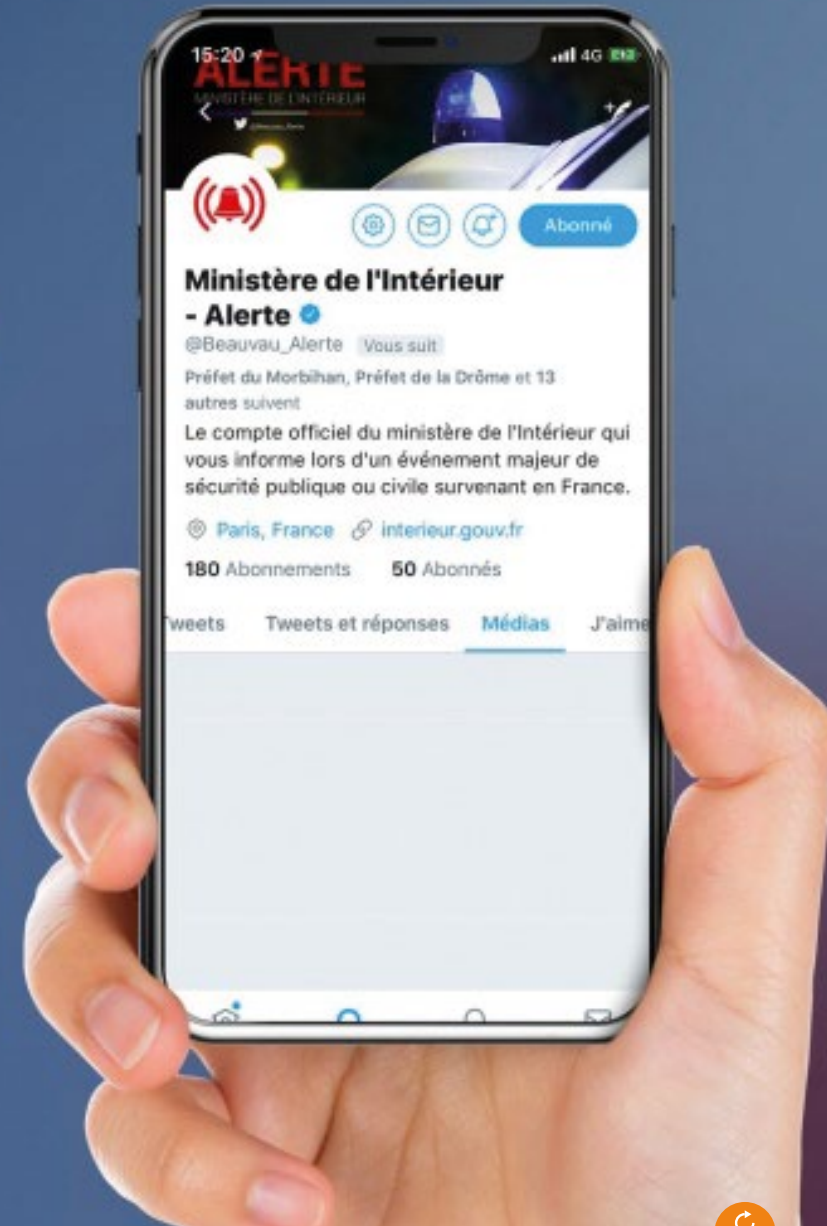 15:20
4G
ALERTE
MINISTÈRE DE L'INTÉRIEUR
Abonné
Ministère de l'Intérieur
- Alerte
@Beauvau_Alerte Vous suit
Préfet du Morbihan, Préfet de la Drôme et 13
autres suivent
Le compte officiel du ministère de l'Intérieur qui
vous informe lors d'un événement majeur de
sécurité publique ou civile survenant en France.
Paris, France interieur.gouv.fr
180 Abonnements 50 Abonnés
Tweets Tweets et réponses Médias J'aime